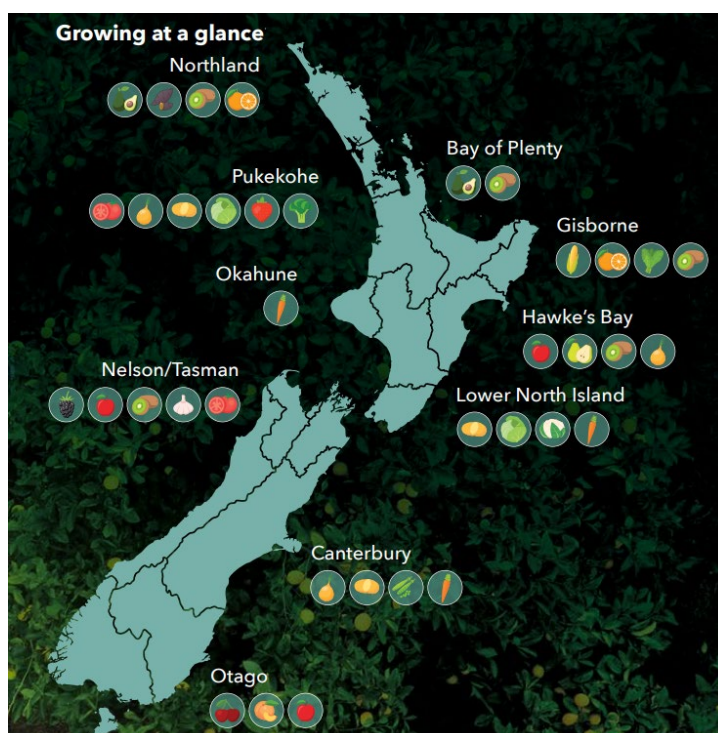 Growing at a glance
Northland
Bay of Plenty
Pukekohe
Gisborne
Okahune
Hawke's Bay
Nelson/Tasman
Lower North Island
Canterbury
Otago